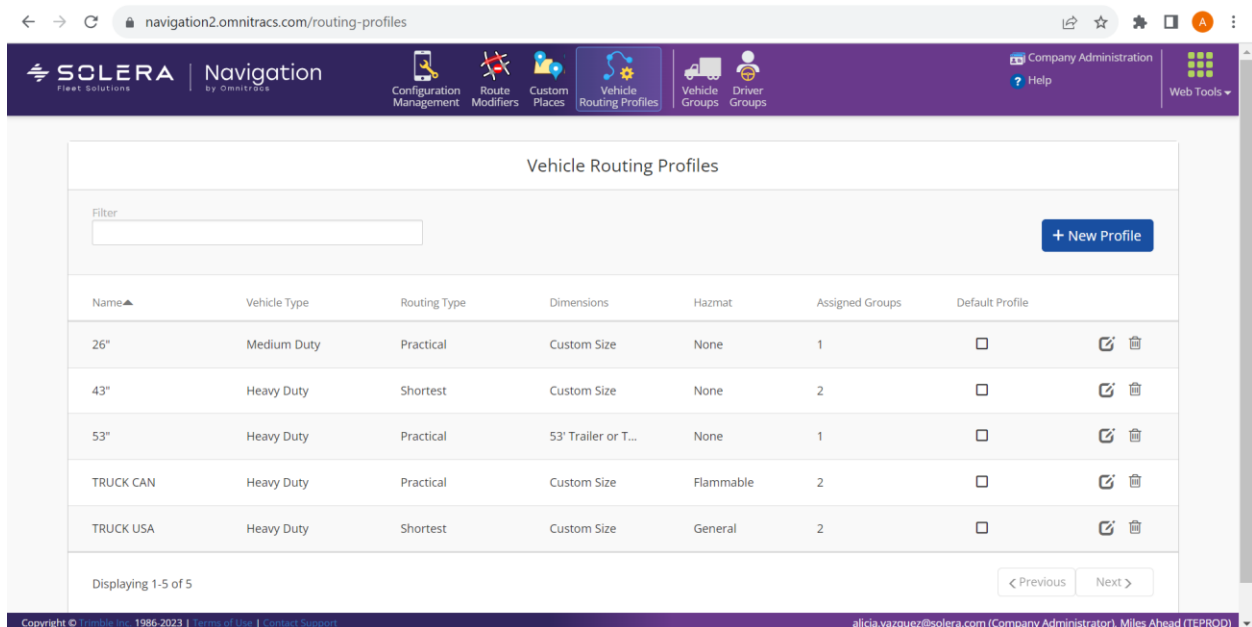 navigation2.omnitracs.com/routing-profiles
A
SOLERA
Fleet Solutions
Navigation
by Omnitracs
Configuration
Management
Route
Modifiers
Custom
Places
Vehicle
Routing Profiles
Vehicle
Groups
Driver
Groups
Company Administration
? Help
Web Tools
Vehicle Routing Profiles
Filter
+ New Profile
Name Vehicle Type Routing Type Dimensions Hazmat Assigned Groups Default Profile
26" Medium Duty Practical Custom Size None 1
43" Heavy Duty Shortest Custom Size None 2
53" Heavy Duty Practical 53' Trailer or T... None 1
TRUCK CAN Heavy Duty Practical Custom Size Flammable 2
TRUCK USA Heavy Duty Shortest Custom Size General 2
Displaying 1-5 of 5
< Previous Next >
Copyright © Trimble Inc. 1986-2023 | Terms of Use | Contact Support alicia.vazquez@solera.com (Company Administrator), Miles Ahead (TEPROD)